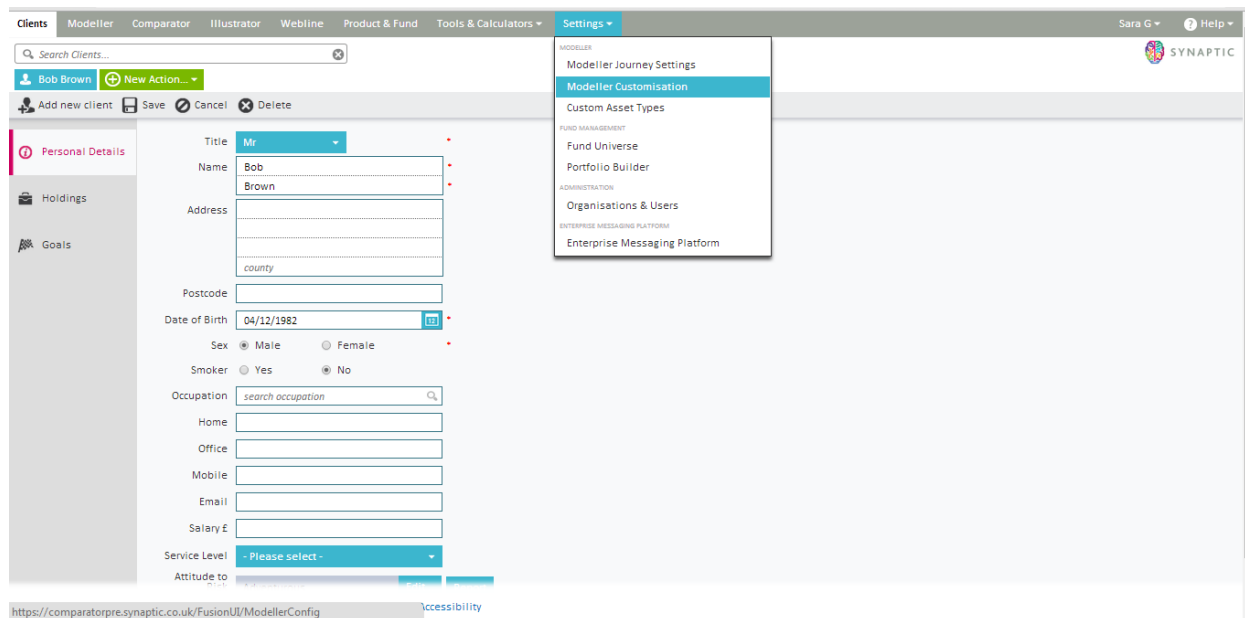 Clients Modeller Comparator Illustrator Webline Product & Fund Tools & Calculators Settings Sara G ? Help
Search Clients...
SYNAPTIC
Bob Brown New Action...
Add new client Save Cancel Delete
MODELLER
Modeller Journey Settings
Modeller Customisation
Custom Asset Types
FUND MANAGEMENT
Fund Universe
Portfolio Builder
ADMINISTRATION
Organisations & Users
ENTERPRISE MESSAGING PLATFORM
Enterprise Messaging Platform
Personal Details
Holdings
Goals
Title Mr *
Name Bob *
Brown *
Address
county
Postcode
Date of Birth 04/12/1982 12 *
Sex Male Female *
Smoker Yes No
Occupation search occupation
Home
Office
Mobile
Email
Salary £
Service Level - Please select -
Attitude to
https://comparatorpre.synaptic.co.uk/FusionUI/ModellerConfig
Accessibility